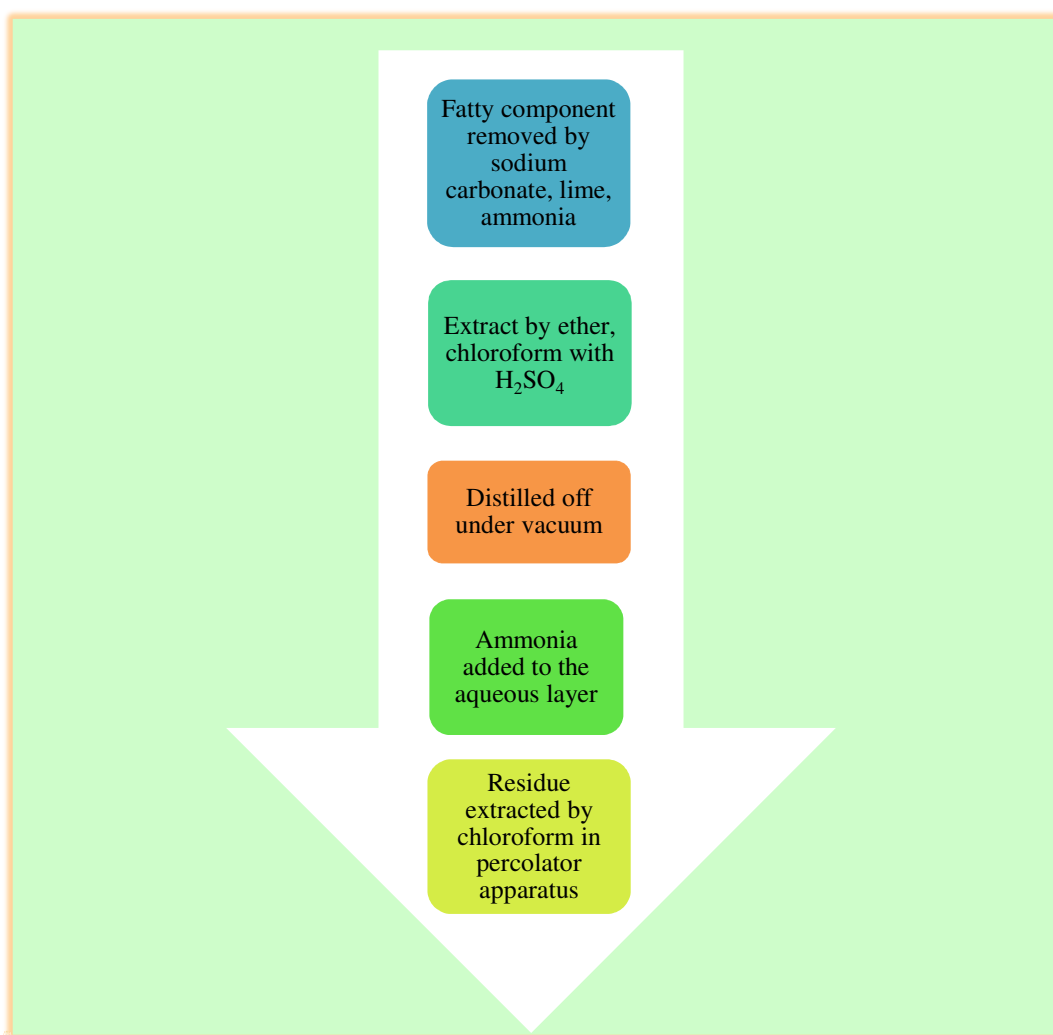 Fatty component
removed by
sodium
carbonate, lime,
ammonia
Extract by ether,
chloroform with
H₂SO₄
Distilled off
under vacuum
Ammonia
added to the
aqueous layer
Residue
extracted by
chloroform in
percolator
apparatus